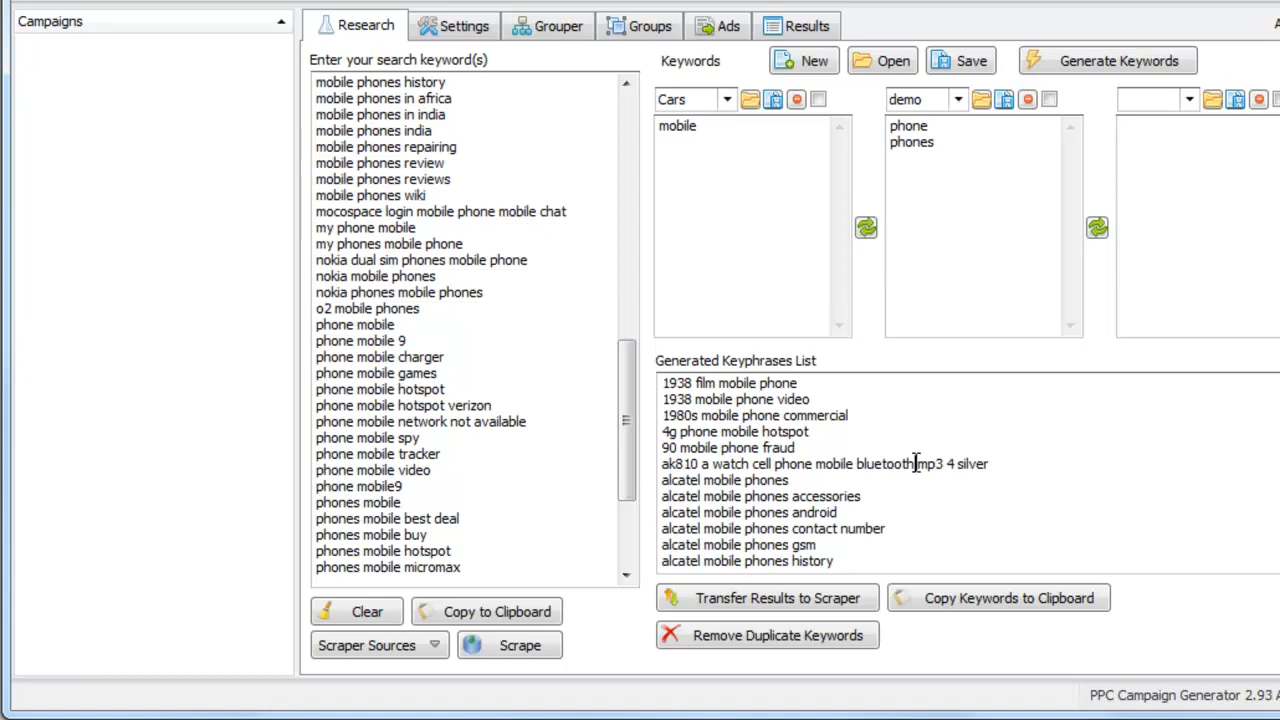 Campaigns
Research
Settings
Grouper
Groups
Ads
Results
Enter your search keyword(s)
mobile phones history
mobile phones in africa
mobile phones in india
mobile phones india
mobile phones repairing
mobile phones review
mobile phones reviews
mobile phones wiki
mocospace login mobile phone mobile chat
my phone mobile
my phones mobile phone
nokia dual sim phones mobile phone
nokia mobile phones
nokia phones mobile phones
o2 mobile phones
phone mobile
phone mobile 9
phone mobile charger
phone mobile games
phone mobile hotspot
phone mobile hotspot verizon
phone mobile network not available
phone mobile spy
phone mobile tracker
phone mobile video
phone mobile9
phones mobile
phones mobile best deal
phones mobile buy
phones mobile hotspot
phones mobile micromax
Clear
Copy to Clipboard
Scraper Sources
Scrape
Keywords
New
Open
Save
Generate Keywords
Cars
demo
mobile
phone
phones
Generated Keyphrases List
1938 film mobile phone
1938 mobile phone video
1980s mobile phone commercial
4g phone mobile hotspot
90 mobile phone fraud
ak810 a watch cell phone mobile bluetooth mp3 4 silver
alcatel mobile phones
alcatel mobile phones accessories
alcatel mobile phones android
alcatel mobile phones contact number
alcatel mobile phones gsm
alcatel mobile phones history
Transfer Results to Scraper
Copy Keywords to Clipboard
Remove Duplicate Keywords
PPC Campaign Generator 2.93 A